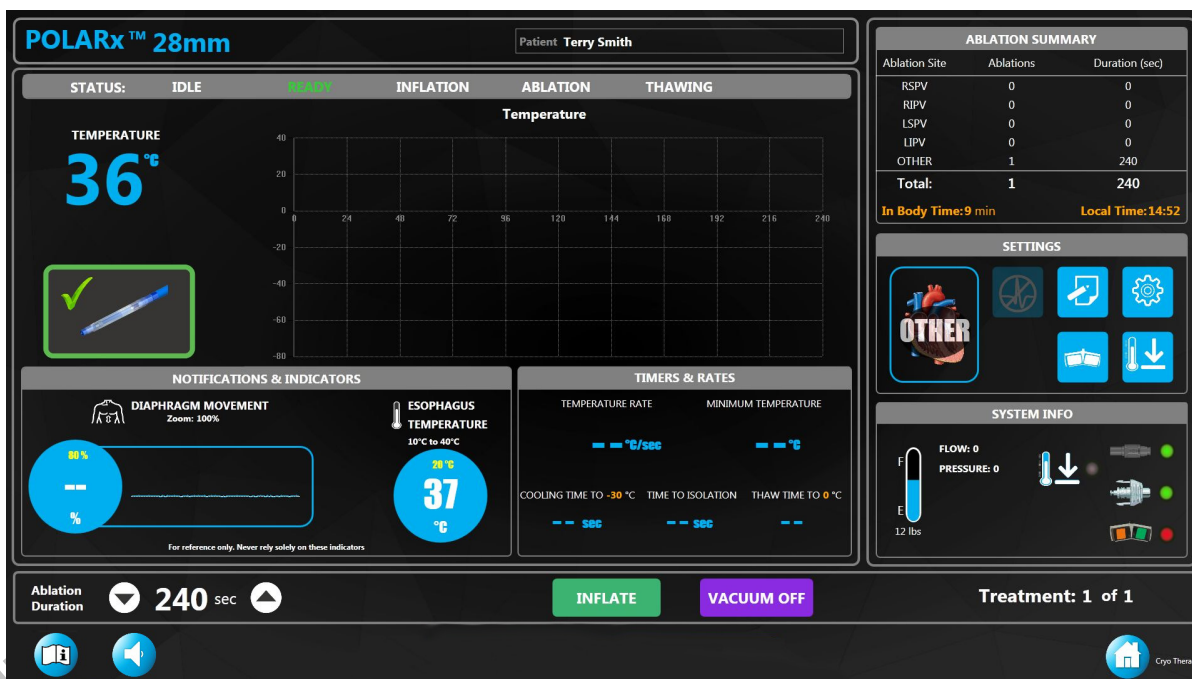 POLARx™ 28mm
Patient Terry Smith
STATUS: IDLE READY INFLATION ABLATION THAWING
TEMPERATURE
36 °C
Temperature
40
20
0
-20
-40
-60
-80
0 24 48 72 96 120 144 168 192 216 240
NOTIFICATIONS & INDICATORS
DIAPHRAGM MOVEMENT
Zoom: 100%
80 %
--
%
ESOPHAGUS
TEMPERATURE
10°C to 40°C
20 °C
37
°C
For reference only. Never rely solely on these indicators
TIMERS & RATES
TEMPERATURE RATE MINIMUM TEMPERATURE
-- °C/sec -- °C
COOLING TIME TO -30 °C TIME TO ISOLATION THAW TIME TO 0 °C
-- sec -- sec --
ABLATION SUMMARY
Ablation Site Ablations Duration (sec)
RSPV 0 0
RIPV 0 0
LSPV 0 0
LIPV 0 0
OTHER 1 240
Total: 1 240
In Body Time:9 min Local Time:14:52
SETTINGS
OTHER
SYSTEM INFO
F
E
12 lbs
FLOW: 0
PRESSURE: 0
Ablation
Duration
240 sec
INFLATE
VACUUM OFF
Treatment: 1 of 1
Cryo Thera